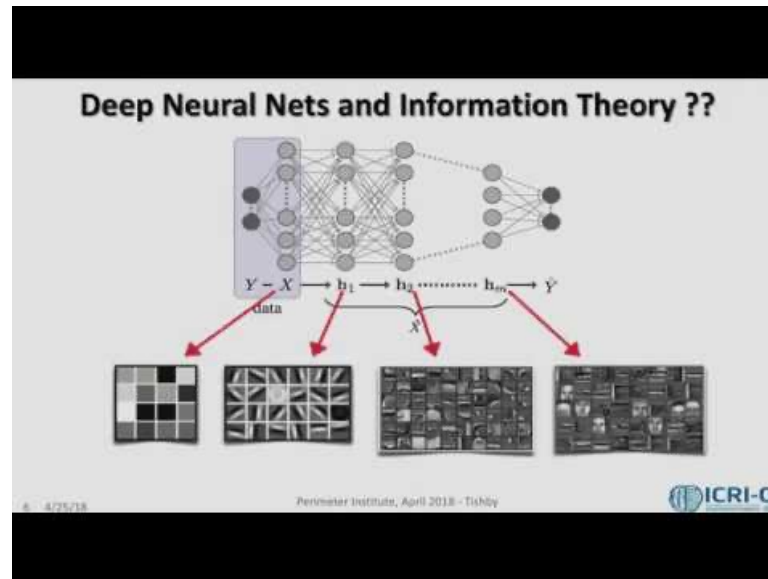 Deep Neural Nets and Information Theory ??
Y – X → h₁ → h₂ ·········· hₘ → Ŷ
data
X̂
6 4/25/18
Perimeter Institute, April 2018 - Tishby
ICRI-C